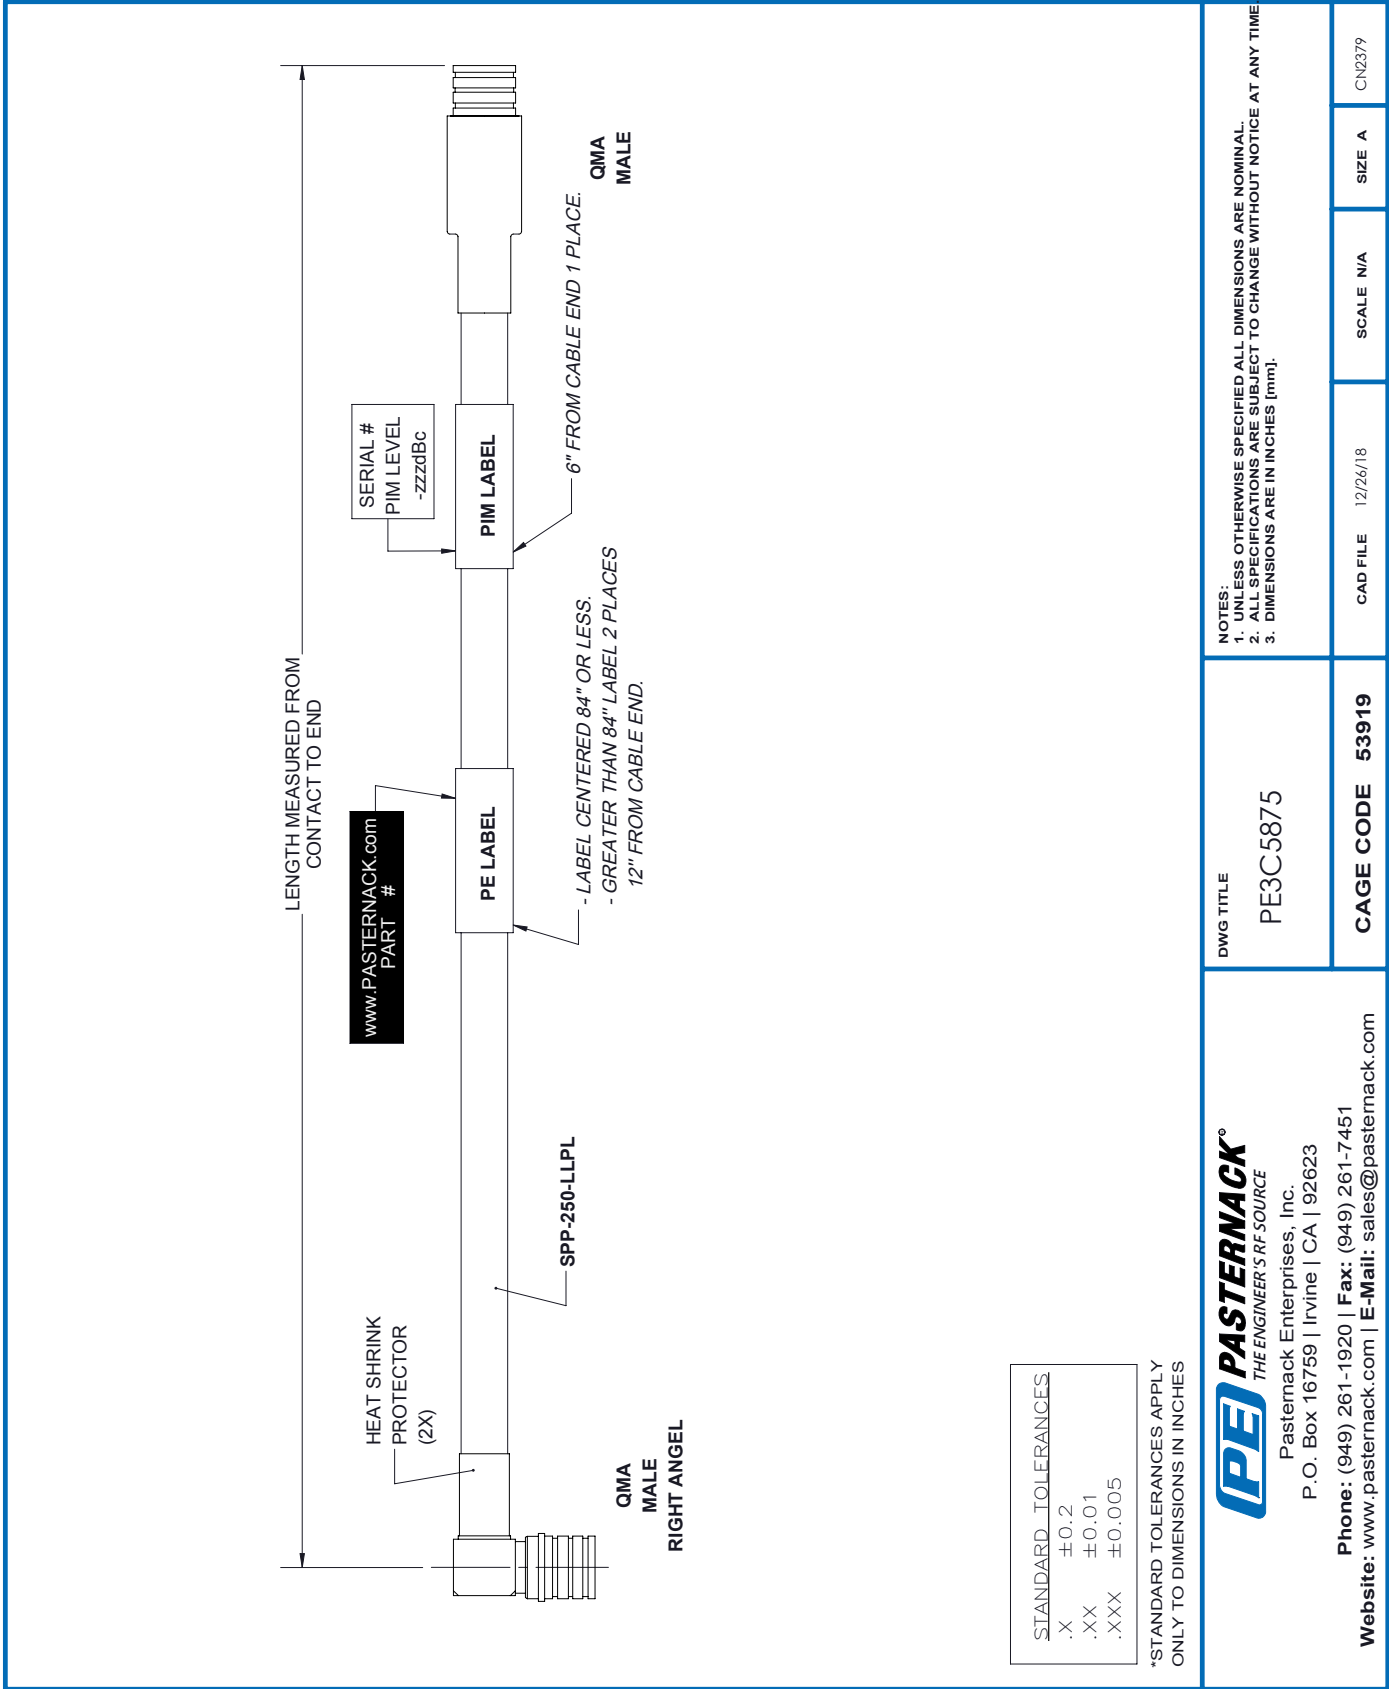 LENGTH MEASURED FROM
CONTACT TO END
HEAT SHRINK
PROTECTOR
(2X)
www.PASTERNACK.com
PART #
SERIAL #
PIM LEVEL
-zzzdBc
PE LABEL
PIM LABEL
SPP-250-LLPL
- LABEL CENTERED 84" OR LESS.
- GREATER THAN 84" LABEL 2 PLACES
12" FROM CABLE END.
6" FROM CABLE END 1 PLACE.
QMA
MALE
QMA
MALE
RIGHT ANGEL
STANDARD TOLERANCES
.X ±0.2
.XX ±0.01
.XXX ±0.005
*STANDARD TOLERANCES APPLY
ONLY TO DIMENSIONS IN INCHES
PE PASTERNACK®
THE ENGINEER'S RF SOURCE
Pasternack Enterprises, Inc.
P.O. Box 16759 | Irvine | CA | 92623
Phone: (949) 261-1920 | Fax: (949) 261-7451
Website: www.pasternack.com | E-Mail: sales@pasternack.com
DWG TITLE
PE3C5875
CAGE CODE 53919
NOTES:
1. UNLESS OTHERWISE SPECIFIED ALL DIMENSIONS ARE NOMINAL.
2. ALL SPECIFICATIONS ARE SUBJECT TO CHANGE WITHOUT NOTICE AT ANY TIME.
3. DIMENSIONS ARE IN INCHES [mm].
CAD FILE 12/26/18
SCALE N/A
SIZE A
CN2379